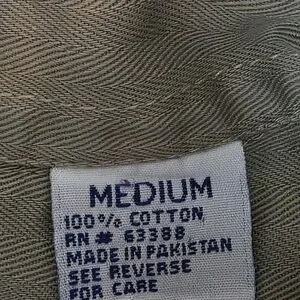 MEDIUM
100% COTTON
RN # 63388
MADE IN PAKISTAN
SEE REVERSE
FOR CARE